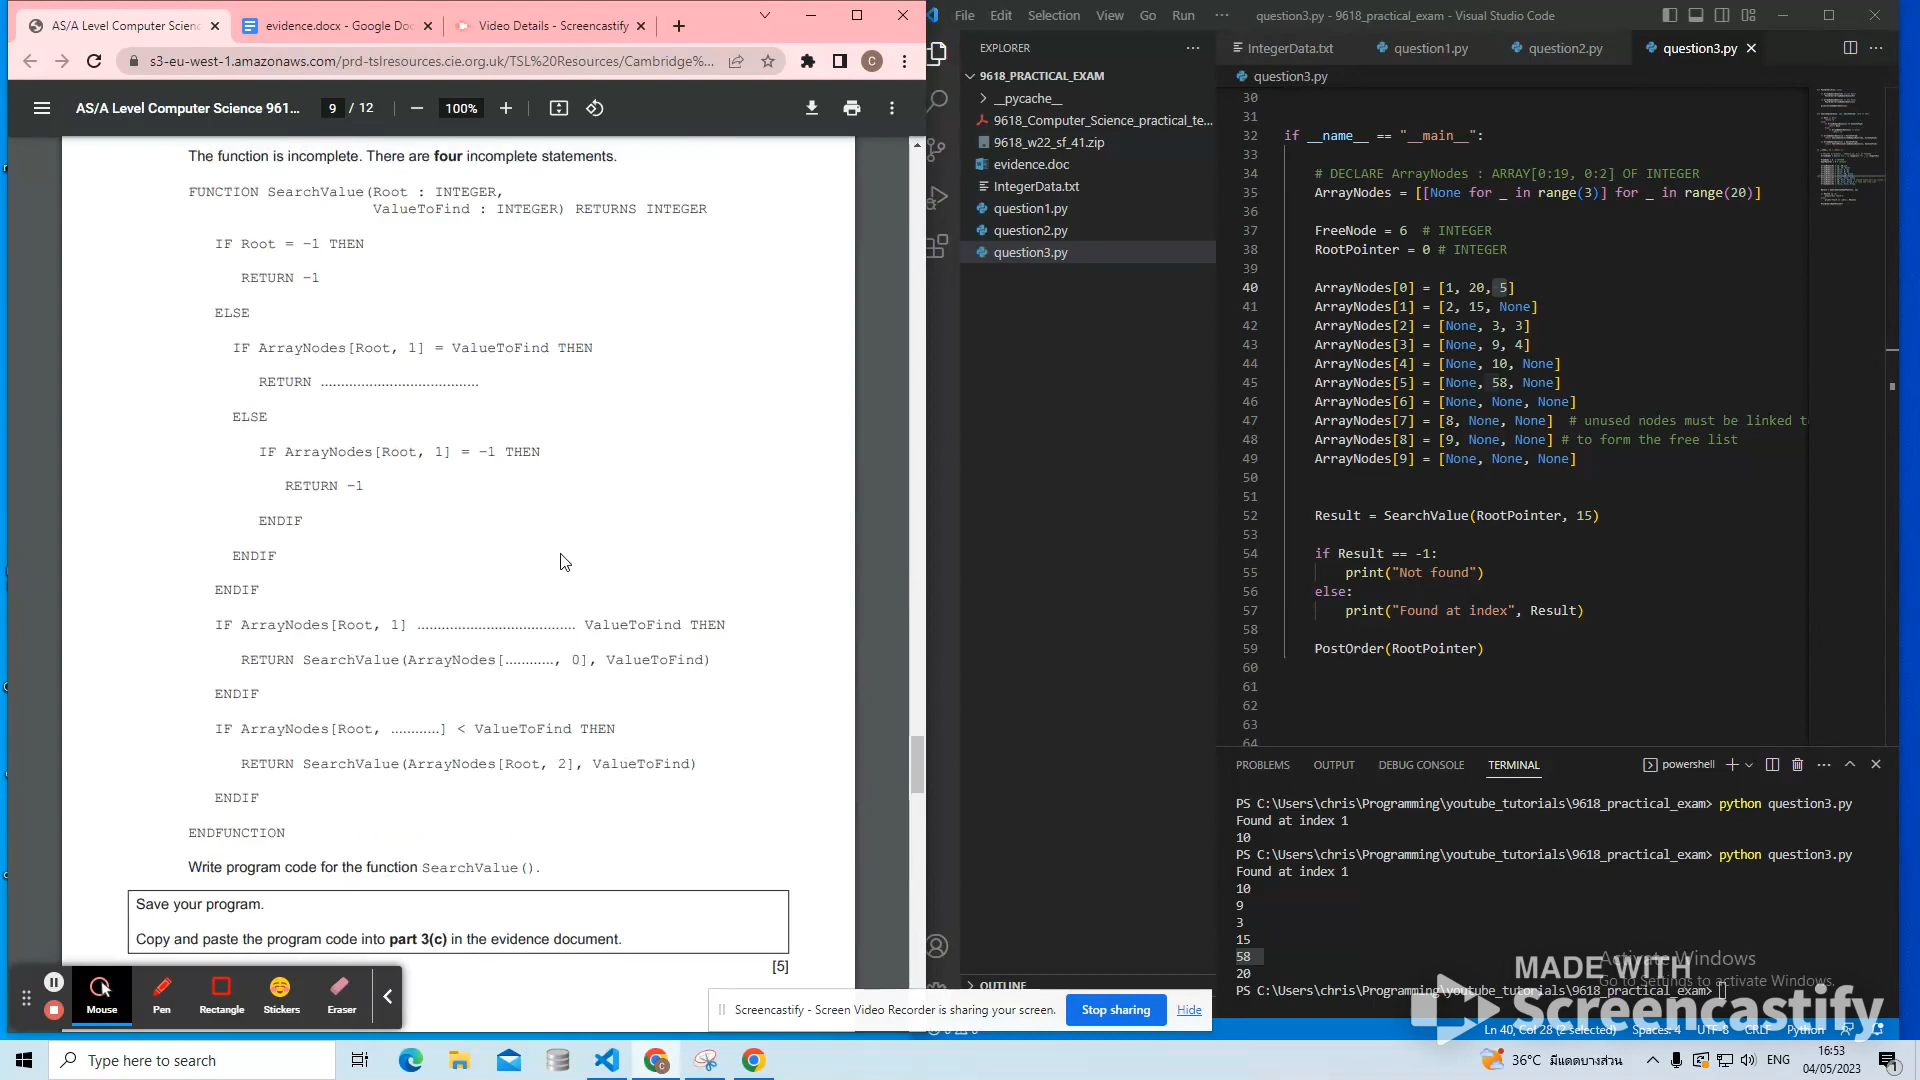 AS/A Level Computer Scienc
evidence.docx - Google Doc
Video Details - Screencastify
s3-eu-west-1.amazonaws.com/prd-tslresources.cie.org.uk/TSL%20Resources/Cambridge%...
C
AS/A Level Computer Science 961...
9 / 12
100%
The function is incomplete. There are four incomplete statements.
FUNCTION SearchValue(Root : INTEGER,
ValueToFind : INTEGER) RETURNS INTEGER
IF Root = -1 THEN
RETURN -1
ELSE
IF ArrayNodes[Root, 1] = ValueToFind THEN
RETURN .......................................
ELSE
IF ArrayNodes[Root, 1] = -1 THEN
RETURN -1
ENDIF
ENDIF
ENDIF
IF ArrayNodes[Root, 1] ....................................... ValueToFind THEN
RETURN SearchValue(ArrayNodes[............, 0], ValueToFind)
ENDIF
IF ArrayNodes[Root, ............] < ValueToFind THEN
RETURN SearchValue(ArrayNodes[Root, 2], ValueToFind)
ENDIF
ENDFUNCTION
Write program code for the function SearchValue().
Save your program.
Copy and paste the program code into part 3(c) in the evidence document.
[5]
Mouse
Pen
Rectangle
Stickers
Eraser
Screencastify - Screen Video Recorder is sharing your screen.
Stop sharing
Hide
File Edit Selection View Go Run ···
question3.py - 9618_practical_exam - Visual Studio Code
EXPLORER
9618_PRACTICAL_EXAM
__pycache__
9618_Computer_Science_practical_te...
9618_w22_sf_41.zip
evidence.doc
IntegerData.txt
question1.py
question2.py
question3.py
OUTLINE
IntegerData.txt
question1.py
question2.py
question3.py
question3.py
30
31
32 if __name__ == "__main__":
33
34 # DECLARE ArrayNodes : ARRAY[0:19, 0:2] OF INTEGER
35 ArrayNodes = [[None for _ in range(3)] for _ in range(20)]
36
37 FreeNode = 6 # INTEGER
38 RootPointer = 0 # INTEGER
39
40 ArrayNodes[0] = [1, 20, 5]
41 ArrayNodes[1] = [2, 15, None]
42 ArrayNodes[2] = [None, 3, 3]
43 ArrayNodes[3] = [None, 9, 4]
44 ArrayNodes[4] = [None, 10, None]
45 ArrayNodes[5] = [None, 58, None]
46 ArrayNodes[6] = [None, None, None]
47 ArrayNodes[7] = [8, None, None] # unused nodes must be linked t
48 ArrayNodes[8] = [9, None, None] # to form the free list
49 ArrayNodes[9] = [None, None, None]
50
51
52 Result = SearchValue(RootPointer, 15)
53
54 if Result == -1:
55 print("Not found")
56 else:
57 print("Found at index", Result)
58
59 PostOrder(RootPointer)
60
61
62
63
64
PROBLEMS OUTPUT DEBUG CONSOLE TERMINAL
powershell
PS C:\Users\chris\Programming\youtube_tutorials\9618_practical_exam> python question3.py
Found at index 1
10
PS C:\Users\chris\Programming\youtube_tutorials\9618_practical_exam> python question3.py
Found at index 1
10
9
3
15
58
20
PS C:\Users\chris\Programming\youtube_tutorials\9618_practical_exam>
Activate Windows
Go to Settings to activate Windows.
MADE WITH
Screencastify
Ln 40, Col 28 (2 selected) Spaces: 4 UTF-8 CRLF Python
Type here to search
36°C
ENG
16:53
04/05/2023
1